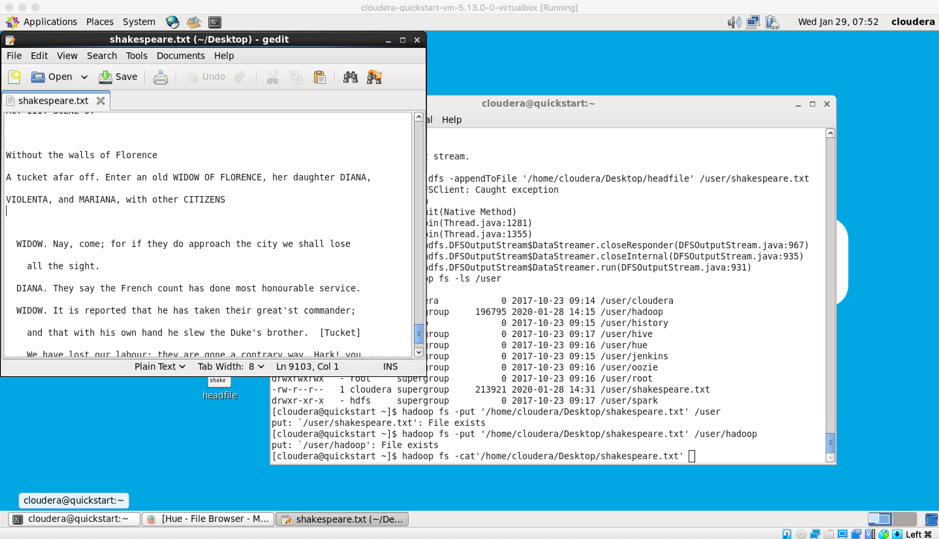 cloudera-quickstart-vm-5.13.0-0-virtualbox [Running]
Applications Places System
Wed Jan 29, 07:52 cloudera
shakespeare.txt (~/Desktop) - gedit
File Edit View Search Tools Documents Help
Open Save Undo
shakespeare.txt
Without the walls of Florence
A tucket afar off. Enter an old WIDOW OF FLORENCE, her daughter DIANA,
VIOLENTA, and MARIANA, with other CITIZENS
WIDOW. Nay, come; for if they do approach the city we shall lose
all the sight.
DIANA. They say the French count has done most honourable service.
WIDOW. It is reported that he has taken their great'st commander;
and that with his own hand he slew the Duke's brother. [Tucket]
We have lost our labour; they are gone a contrary way. Hark! you
Plain Text Tab Width: 8 Ln 9103, Col 1 INS
cloudera@quickstart:~
al Help
t stream.
dfs -appendToFile '/home/cloudera/Desktop/headfile' /user/shakespeare.txt
FSClient: Caught exception
n
ait(Native Method)
oin(Thread.java:1281)
oin(Thread.java:1355)
hdfs.DFSOutputStream$DataStreamer.closeResponder(DFSOutputStream.java:967)
hdfs.DFSOutputStream$DataStreamer.closeInternal(DFSOutputStream.java:935)
hdfs.DFSOutputStream$DataStreamer.run(DFSOutputStream.java:931)
op fs -ls /user
era 0 2017-10-23 09:14 /user/cloudera
group 196795 2020-01-28 14:15 /user/hadoop
group 0 2017-10-23 09:15 /user/history
group 0 2017-10-23 09:17 /user/hive
group 0 2017-10-23 09:16 /user/hue
group 0 2017-10-23 09:15 /user/jenkins
group 0 2017-10-23 09:16 /user/oozie
drwxrwxrwx - root supergroup 0 2017-10-23 09:16 /user/root
-rw-r--r-- 1 cloudera supergroup 213921 2020-01-28 14:31 /user/shakespeare.txt
drwxr-xr-x - hdfs supergroup 0 2017-10-23 09:17 /user/spark
[cloudera@quickstart ~]$ hadoop fs -put '/home/cloudera/Desktop/shakespeare.txt' /user
put: `/user/shakespeare.txt': File exists
[cloudera@quickstart ~]$ hadoop fs -put '/home/cloudera/Desktop/shakespeare.txt' /user/hadoop
put: `/user/hadoop': File exists
[cloudera@quickstart ~]$ hadoop fs -cat'/home/cloudera/Desktop/shakespeare.txt'
shake
headfile
cloudera@quickstart:~
cloudera@quickstart:~ [Hue - File Browser - M... shakespeare.txt (~/De...
Left ⌘